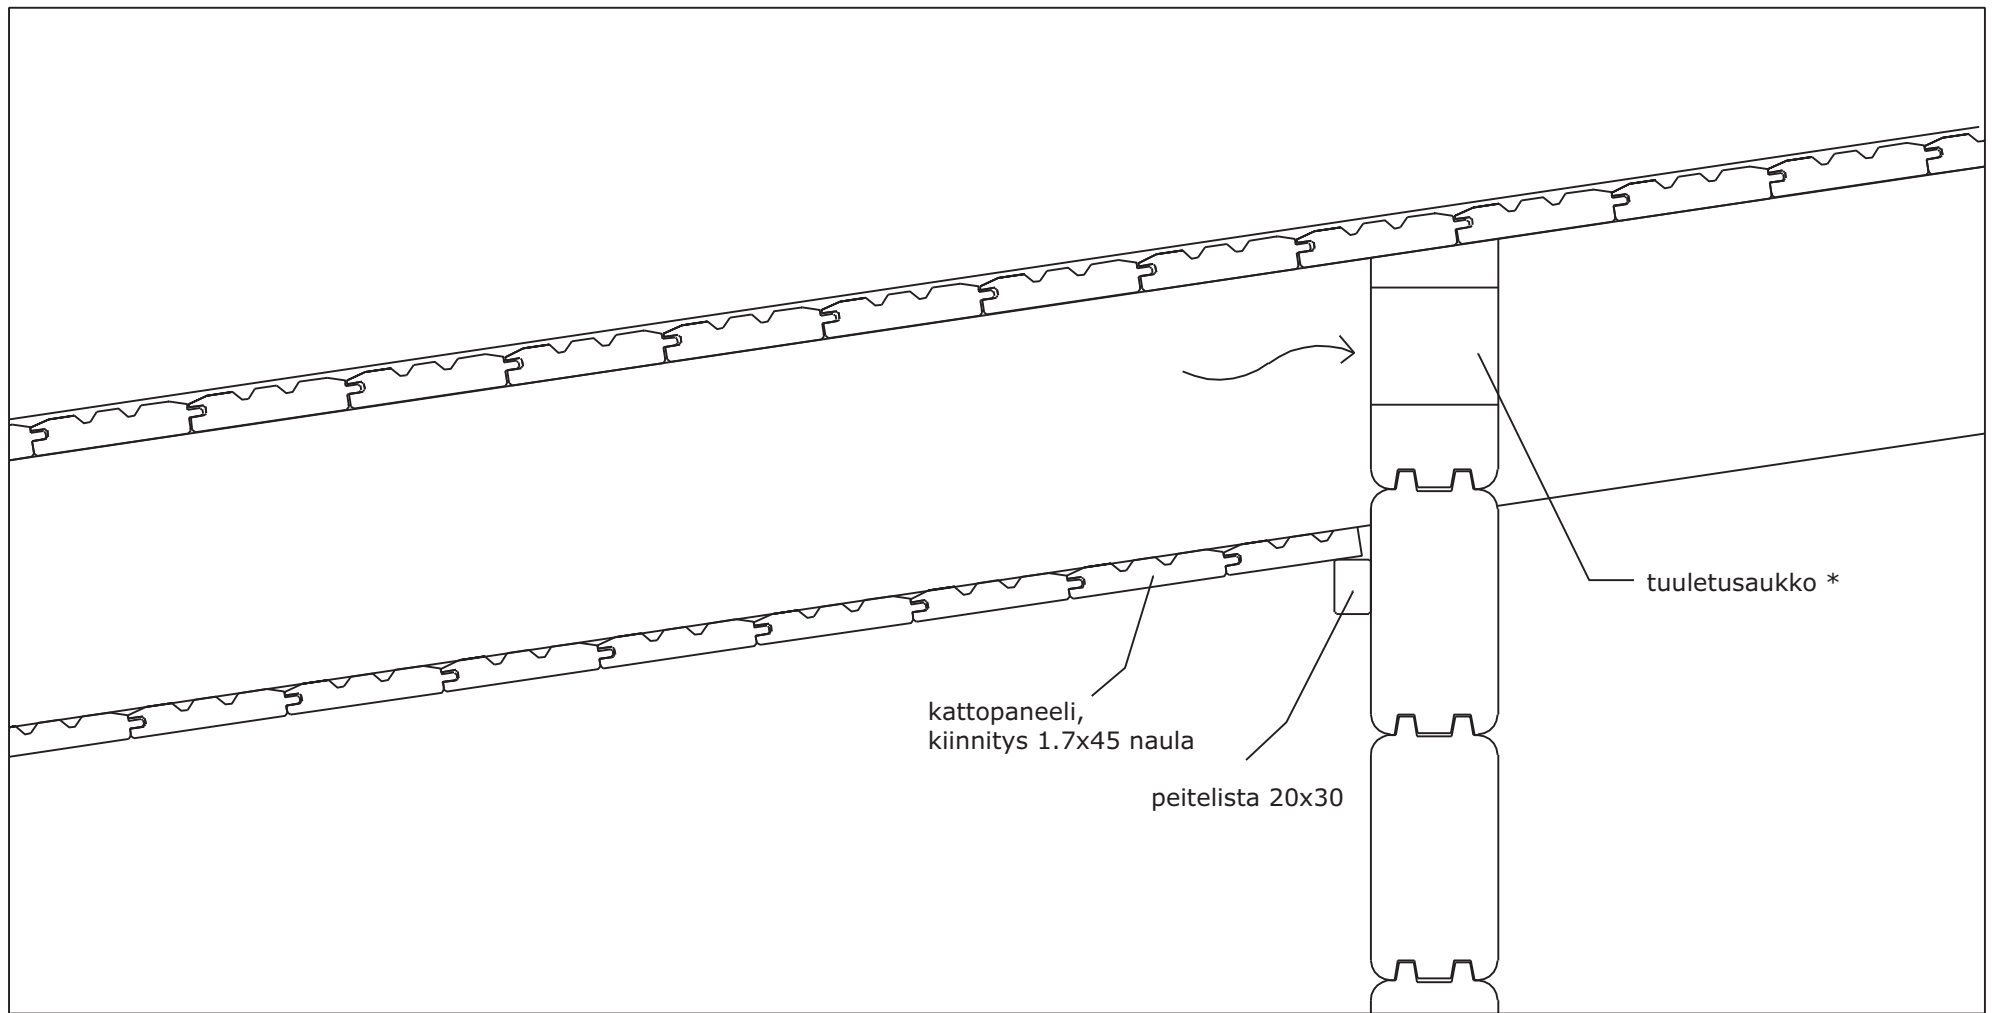 tuuletusaukko *
kattopaneeli,
kiinnitys 1.7x45 naula
peitelista 20x30